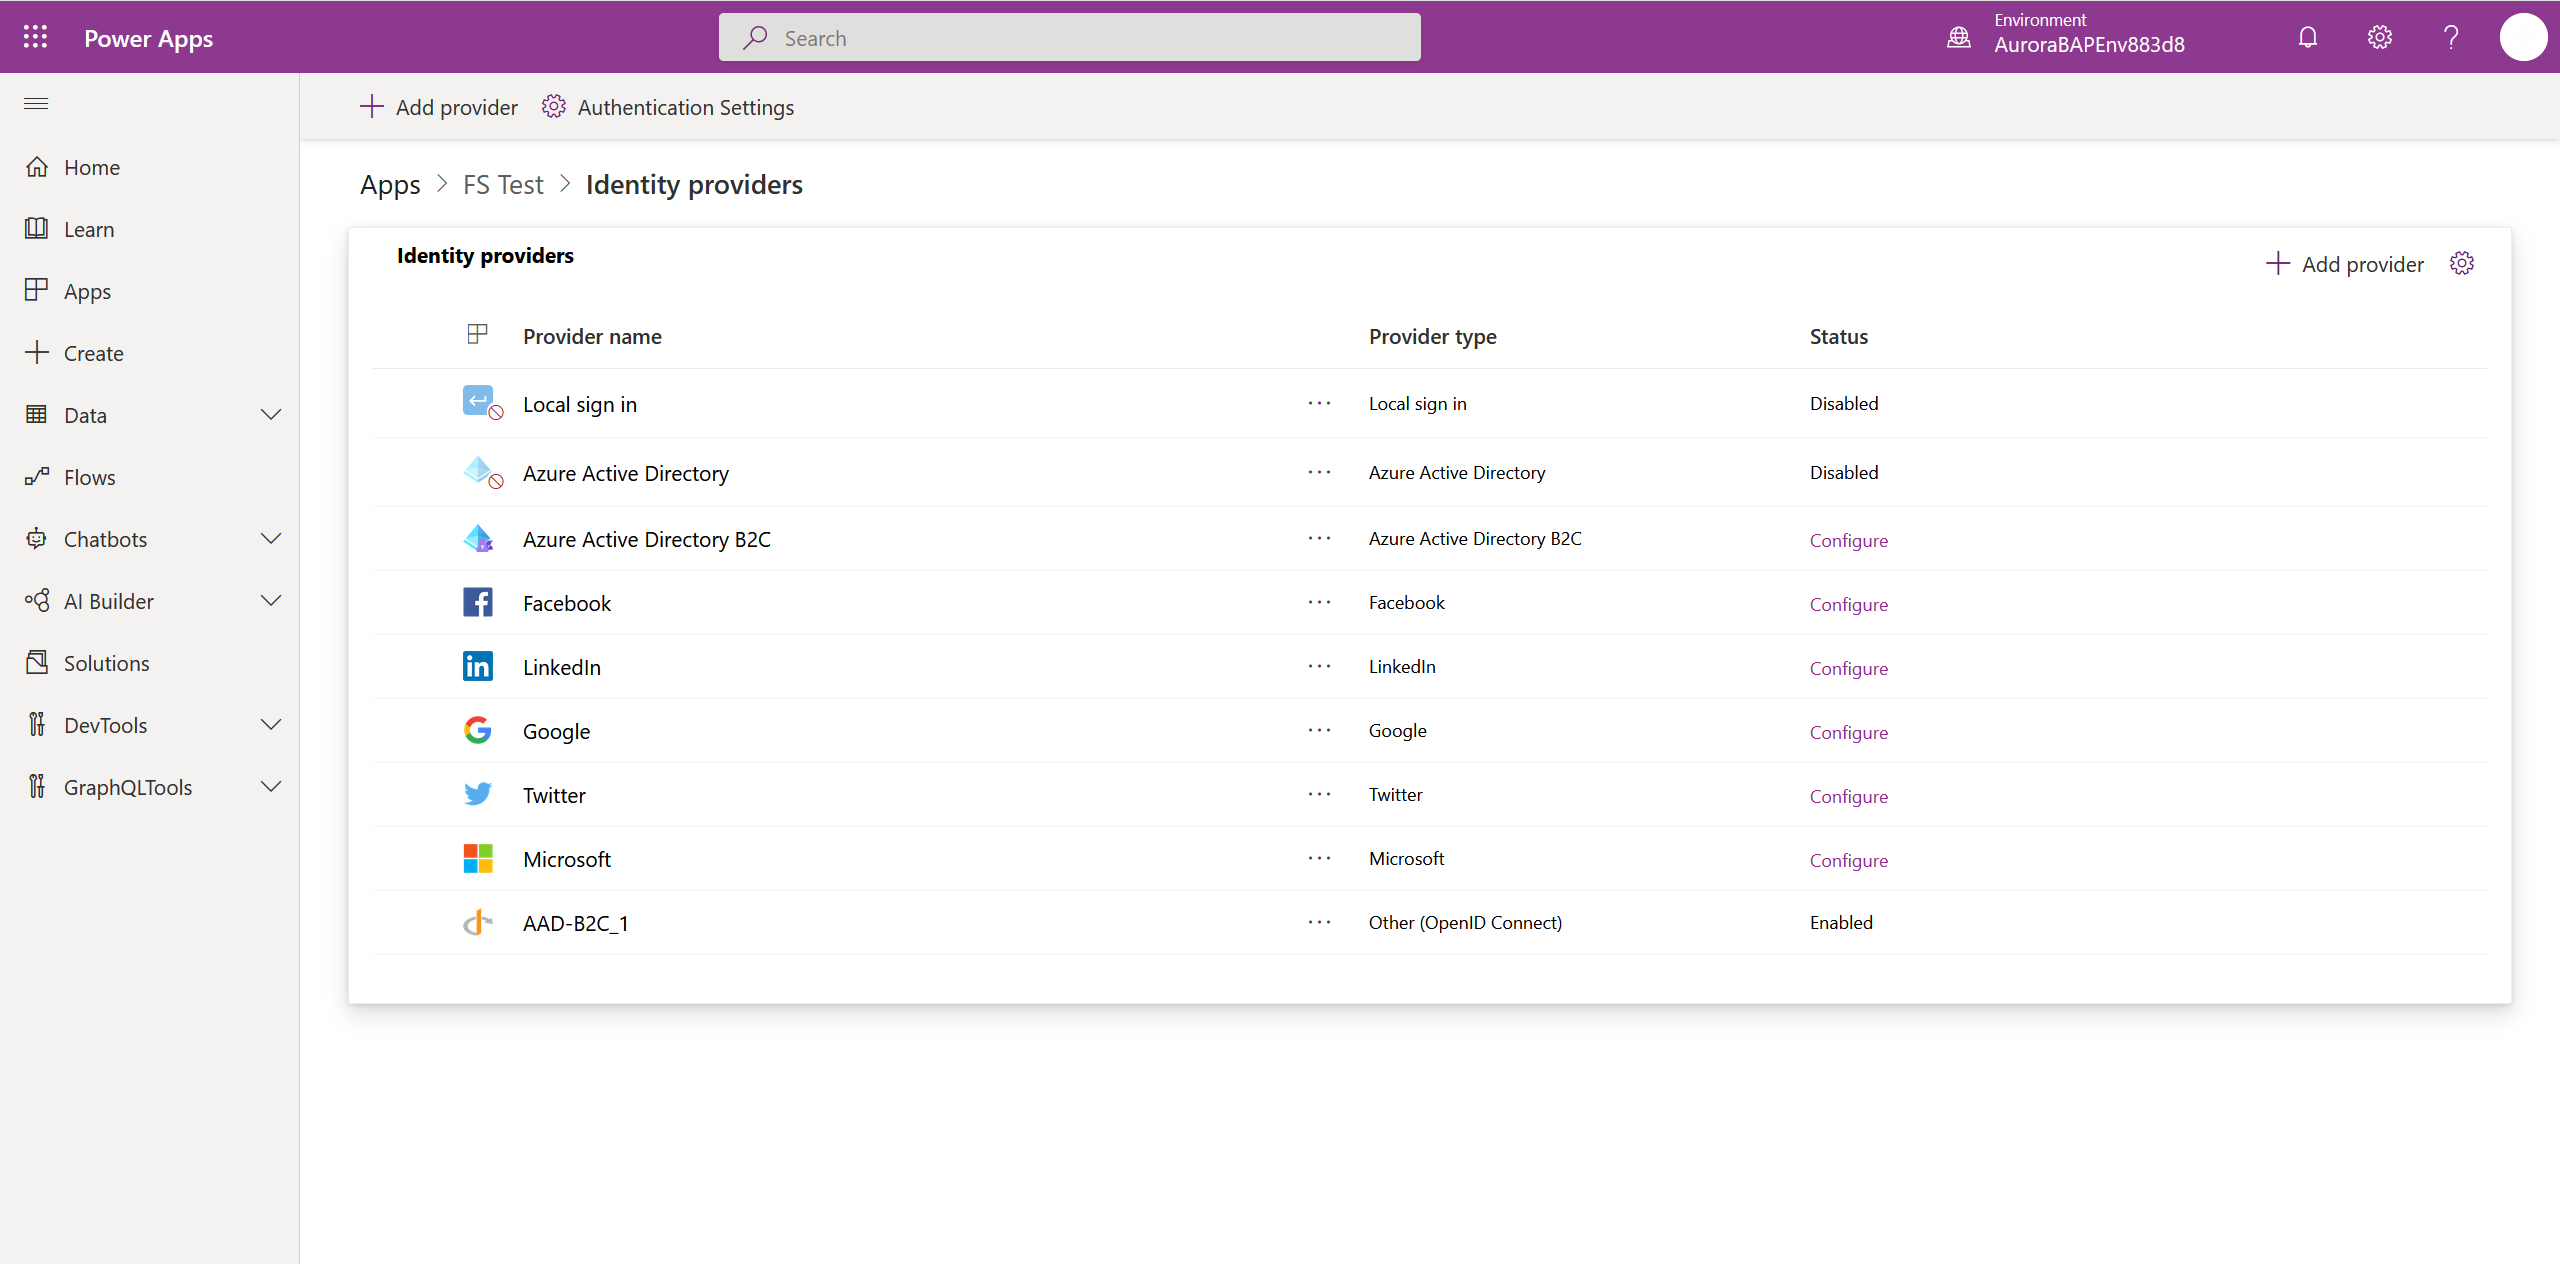 Power Apps
Search
Environment
AuroraBAPEnv883d8
Add provider
Authentication Settings
Home
Learn
Apps
Create
Data
Flows
Chatbots
AI Builder
Solutions
DevTools
GraphQLTools
Apps > FS Test > Identity providers
Identity providers
Add provider
Provider name Provider type Status
Local sign in ··· Local sign in Disabled
Azure Active Directory ··· Azure Active Directory Disabled
Azure Active Directory B2C ··· Azure Active Directory B2C Configure
Facebook ··· Facebook Configure
LinkedIn ··· LinkedIn Configure
Google ··· Google Configure
Twitter ··· Twitter Configure
Microsoft ··· Microsoft Configure
AAD-B2C_1 ··· Other (OpenID Connect) Enabled